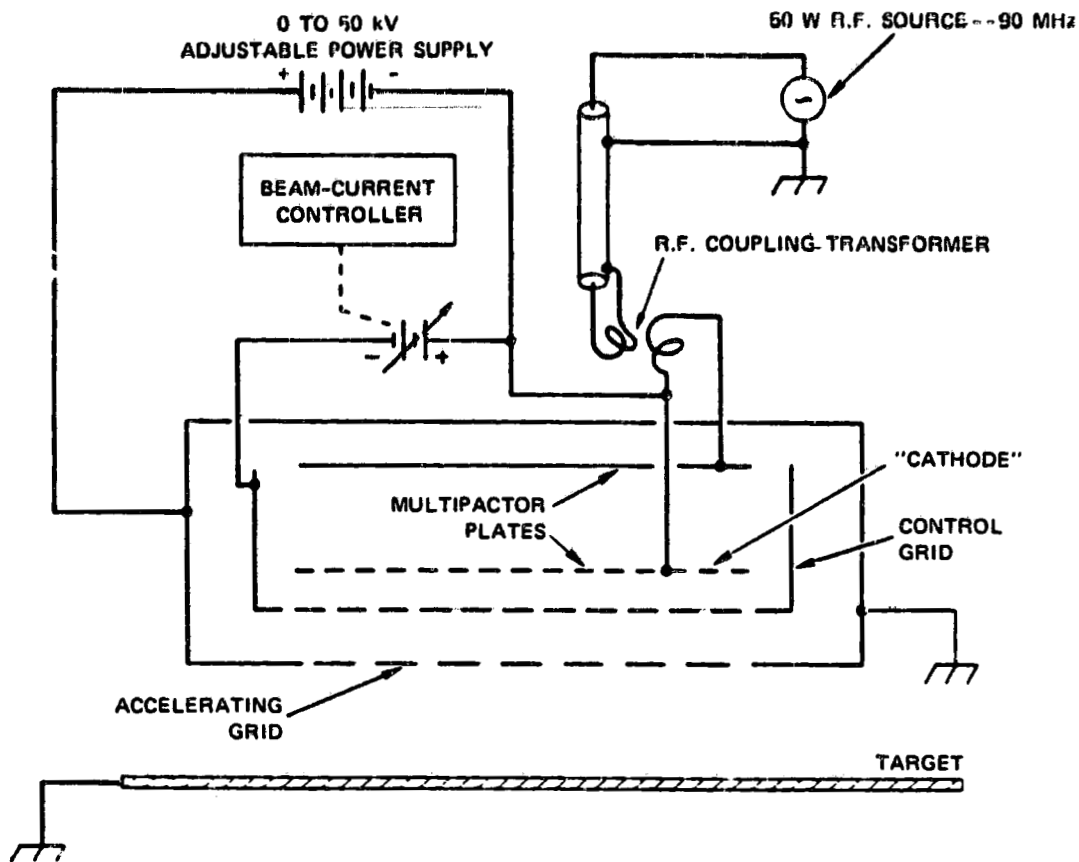 0 TO 50 kV
ADJUSTABLE POWER SUPPLY
+ -
60 W R.F. SOURCE--90 MHz
~
BEAM-CURRENT
CONTROLLER
R.F. COUPLING TRANSFORMER
- +
"CATHODE"
MULTIPACTOR
PLATES
CONTROL
GRID
ACCELERATING
GRID
TARGET